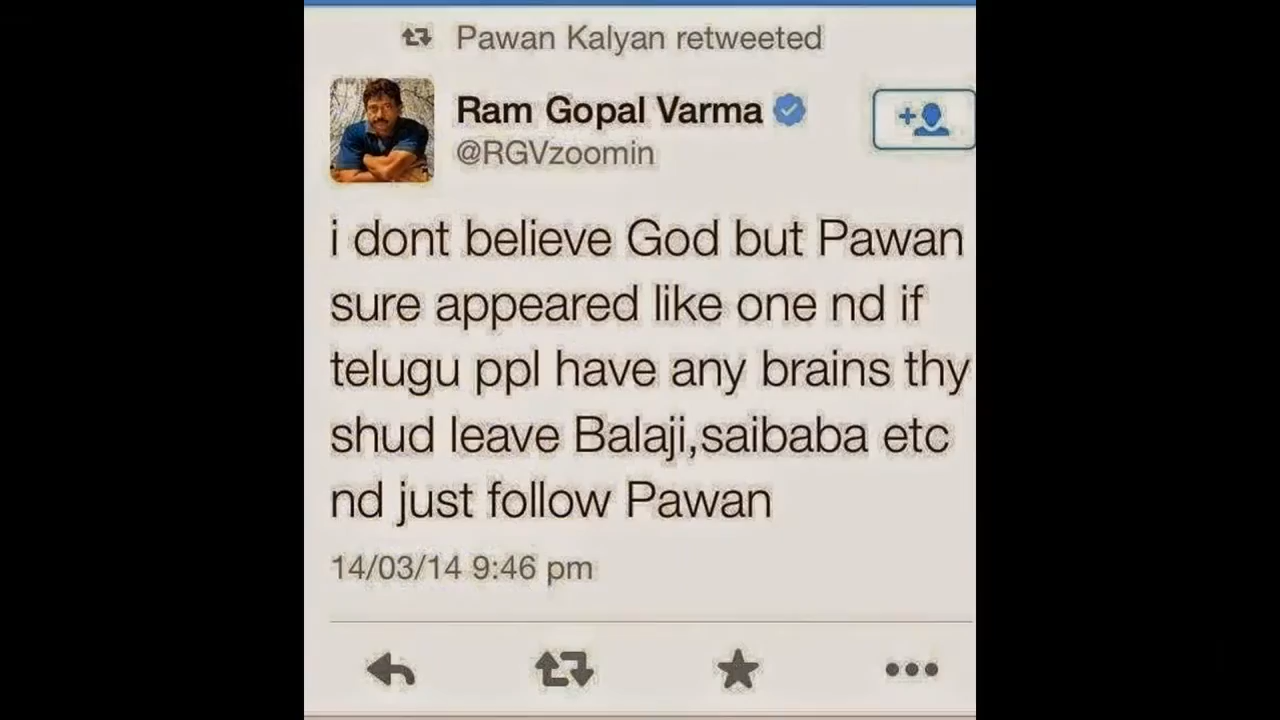 Pawan Kalyan retweeted
Ram Gopal Varma
@RGVzoomin
i dont believe God but Pawan
sure appeared like one nd if
telugu ppl have any brains thy
shud leave Balaji,saibaba etc
nd just follow Pawan
14/03/14 9:46 pm